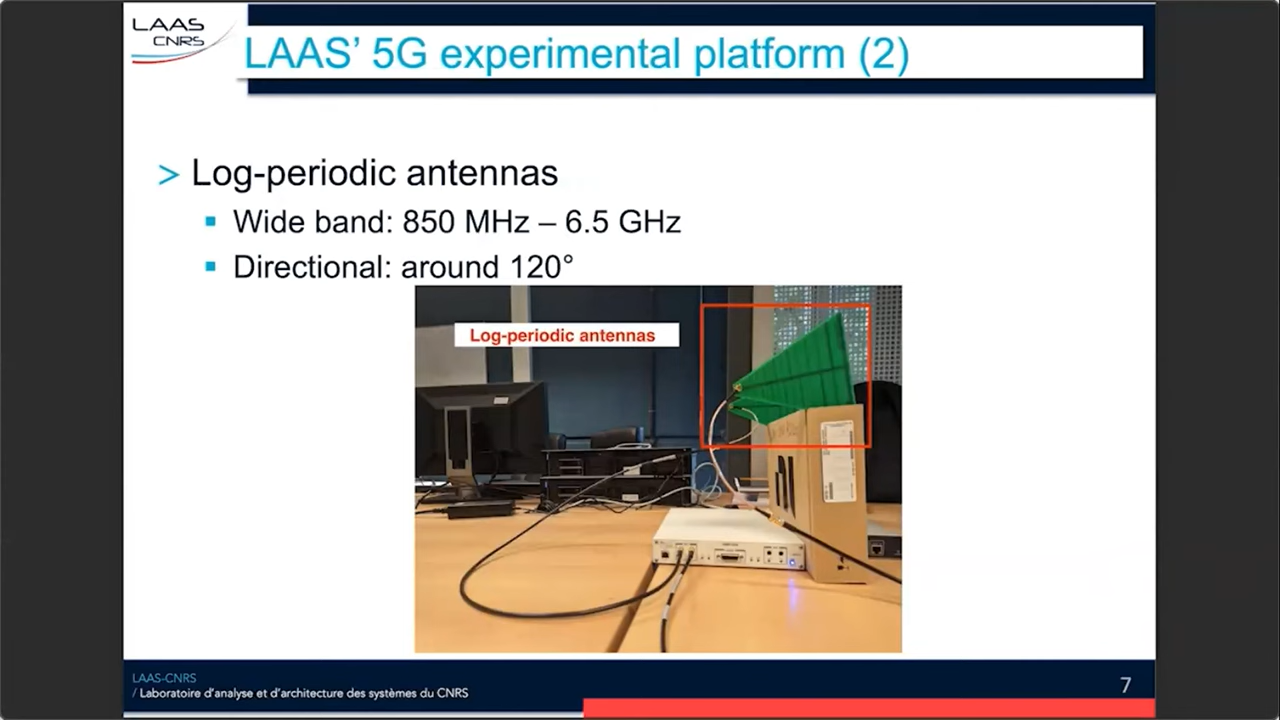 LAAS
CNRS
LAAS' 5G experimental platform (2)
> Log-periodic antennas
▪ Wide band: 850 MHz – 6.5 GHz
▪ Directional: around 120°
Log-periodic antennas
LAAS-CNRS
/ Laboratoire d'analyse et d'architecture des systèmes du CNRS
7